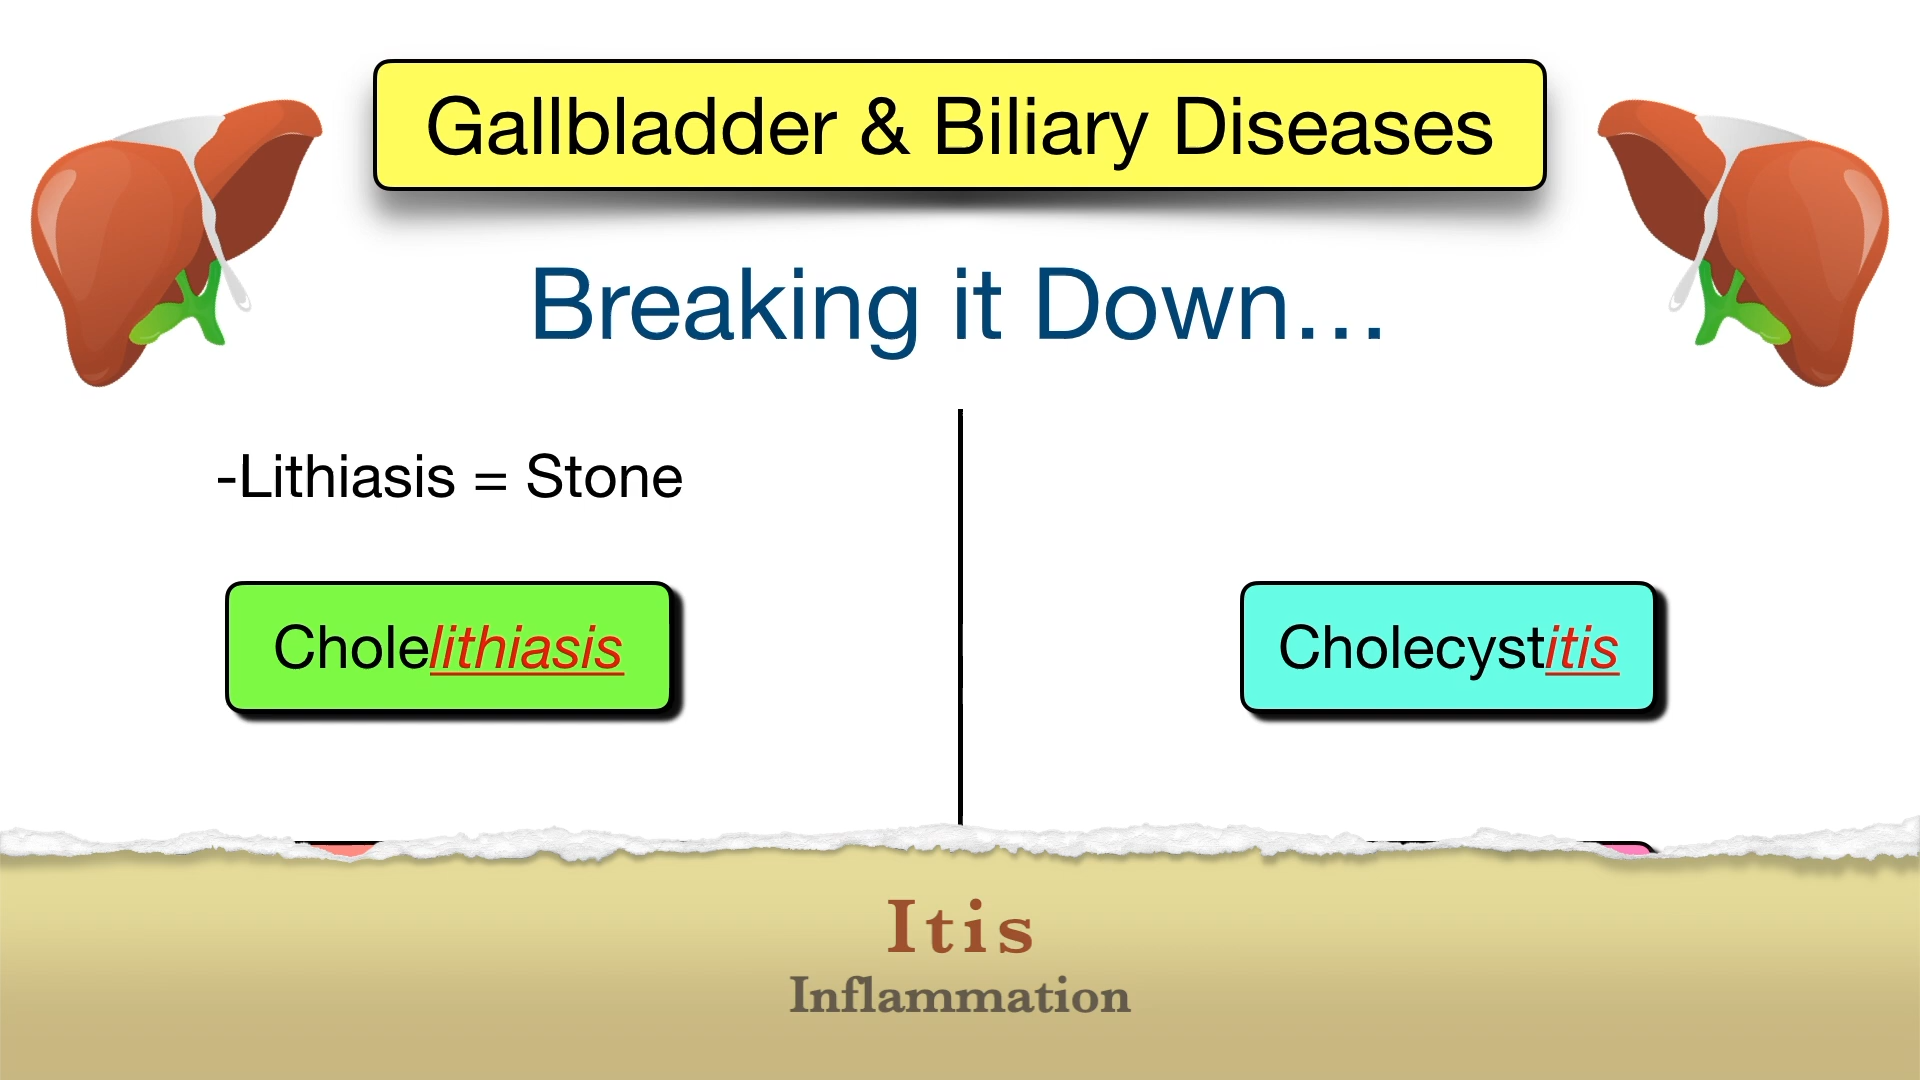 Gallbladder & Biliary Diseases
Breaking it Down…
-Lithiasis = Stone
Cholelithiasis
Cholecystitis
Itis
Inflammation